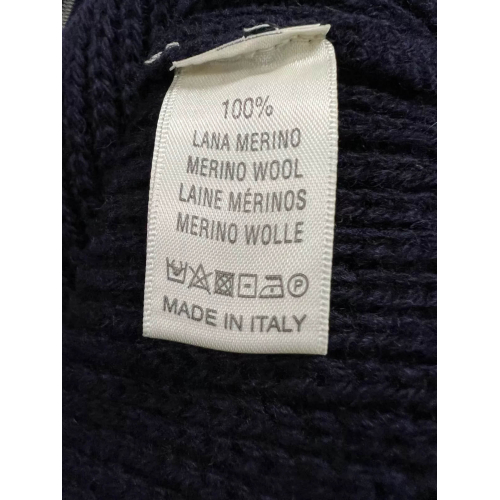 100%
LANA MERINO
MERINO WOOL
LAINE MÉRINOS
MERINO WOLLE
P
MADE IN ITALY